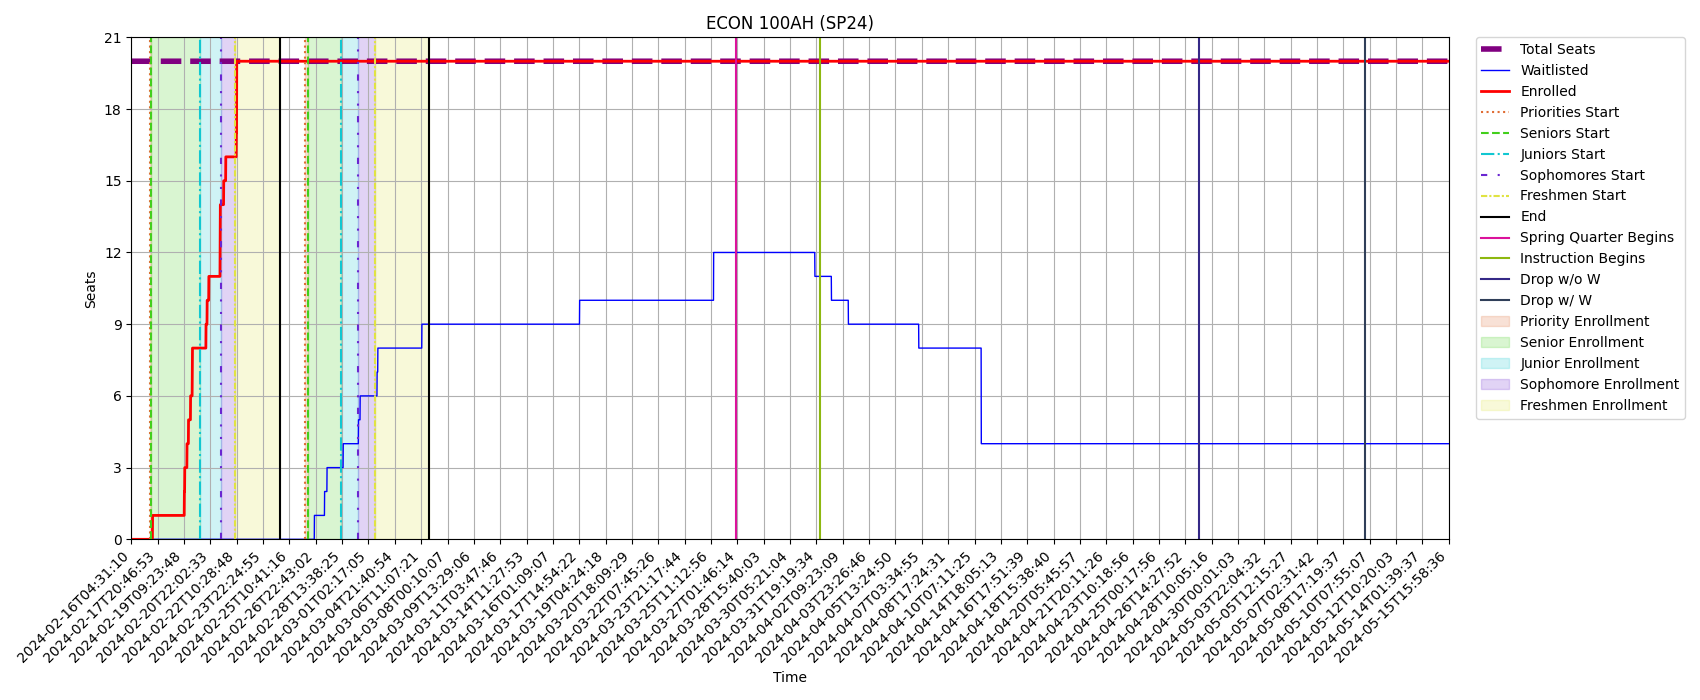 ECON 100AH (SP24)
21
18
15
12
9
6
3
0
Seats
2024-02-16T04:31:10
2024-02-17T20:46:53
2024-02-19T09:23:48
2024-02-20T22:02:33
2024-02-22T10:28:48
2024-02-23T22:24:55
2024-02-25T10:41:16
2024-02-26T22:43:02
2024-02-28T13:38:25
2024-03-01T02:17:05
2024-03-04T21:40:54
2024-03-06T11:07:21
2024-03-08T00:10:07
2024-03-09T13:29:06
2024-03-11T03:47:46
2024-03-14T11:27:53
2024-03-16T01:09:07
2024-03-17T14:54:22
2024-03-19T04:24:18
2024-03-20T18:09:29
2024-03-22T07:45:26
2024-03-23T21:17:44
2024-03-25T11:12:56
2024-03-27T01:46:14
2024-03-28T15:40:03
2024-03-30T05:21:04
2024-03-31T19:19:34
2024-04-02T09:23:09
2024-04-03T23:26:46
2024-04-05T13:24:50
2024-04-07T03:34:55
2024-04-08T17:24:31
2024-04-10T07:11:25
2024-04-14T18:05:13
2024-04-16T17:51:39
2024-04-18T15:38:40
2024-04-20T05:45:57
2024-04-21T20:11:26
2024-04-23T10:18:56
2024-04-25T00:17:56
2024-04-26T14:27:52
2024-04-28T10:05:16
2024-04-30T00:01:03
2024-05-03T22:04:32
2024-05-05T12:15:27
2024-05-07T02:31:42
2024-05-08T17:19:37
2024-05-10T07:55:07
2024-05-12T10:20:03
2024-05-14T01:39:37
2024-05-15T15:58:36
Time
Total Seats
Waitlisted
Enrolled
Priorities Start
Seniors Start
Juniors Start
Sophomores Start
Freshmen Start
End
Spring Quarter Begins
Instruction Begins
Drop w/o W
Drop w/ W
Priority Enrollment
Senior Enrollment
Junior Enrollment
Sophomore Enrollment
Freshmen Enrollment